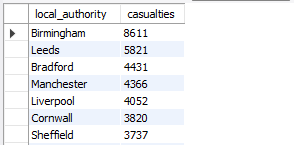 local_authority casualties
Birmingham 8611
Leeds 5821
Bradford 4431
Manchester 4366
Liverpool 4052
Cornwall 3820
Sheffield 3737